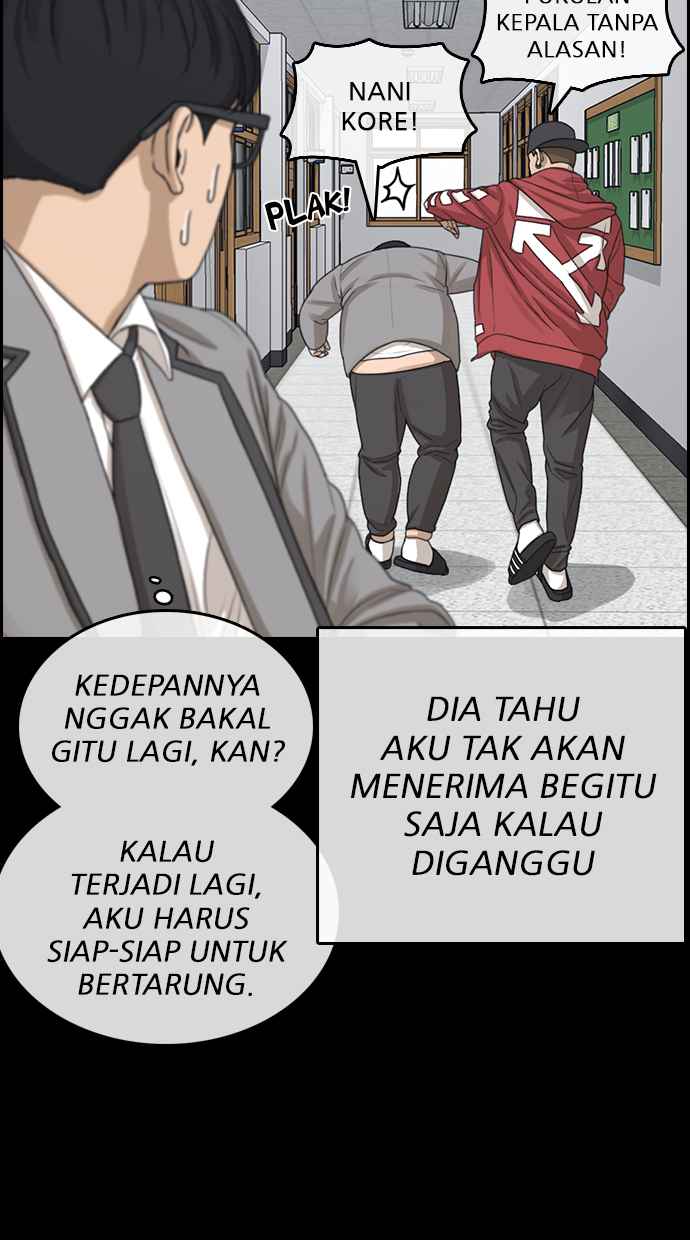 PUKULAN
KEPALA TANPA
ALASAN!
NANI
KORE!
PLAK!
KEDEPANNYA
NGGAK BAKAL
GITU LAGI, KAN?
DIA TAHU
AKU TAK AKAN
MENERIMA BEGITU
SAJA KALAU
DIGANGGU
KALAU
TERJADI LAGI,
AKU HARUS
SIAP-SIAP UNTUK
BERTARUNG.